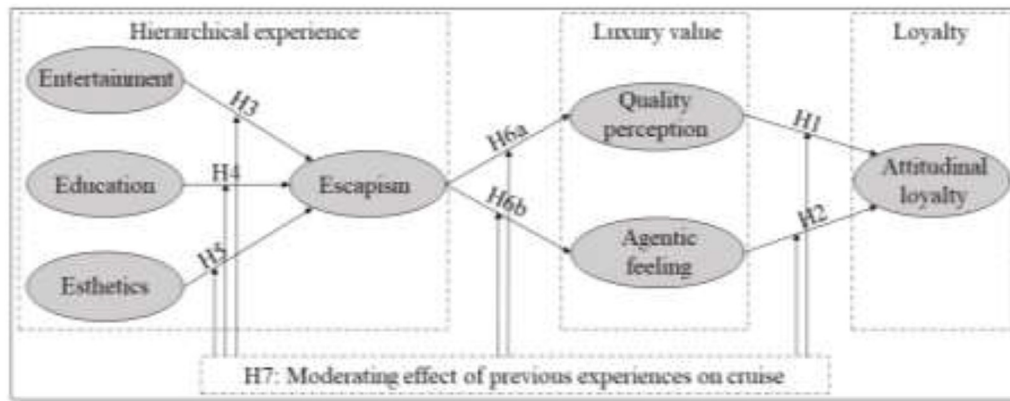 Hierarchical experience
Luxury value
Loyalty
Entertainment
H3
Quality
perception
H6a
H1
Education
H4
Escapism
Attitudinal
loyalty
H6b
H2
Esthetics
H5
Agentic
feeling
H7: Moderating effect of previous experiences on cruise